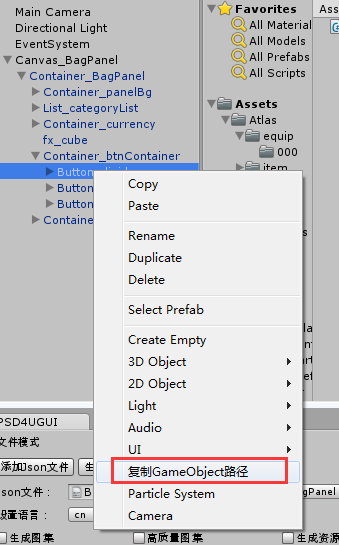 Main Camera
Directional Light
EventSystem
Canvas_BagPanel
Container_BagPanel
Container_panelBg
List_categoryList
Container_currency
fx_cube
Container_btnContainer
Button
Button
Button
Contain
Favorites
All Material
All Models
All Prefabs
All Scripts
Assets
Atlas
equip
000
item
Asse
Copy
Paste
Rename
Duplicate
Delete
Select Prefab
Create Empty
3D Object
2D Object
Light
Audio
UI
复制GameObject路径
Particle System
Camera
PSD4UGUI
文件模式
添加Json文件
生
son文件：
B
gPanel
设置语言：
cn
生成图集
高质量图集
生成资源